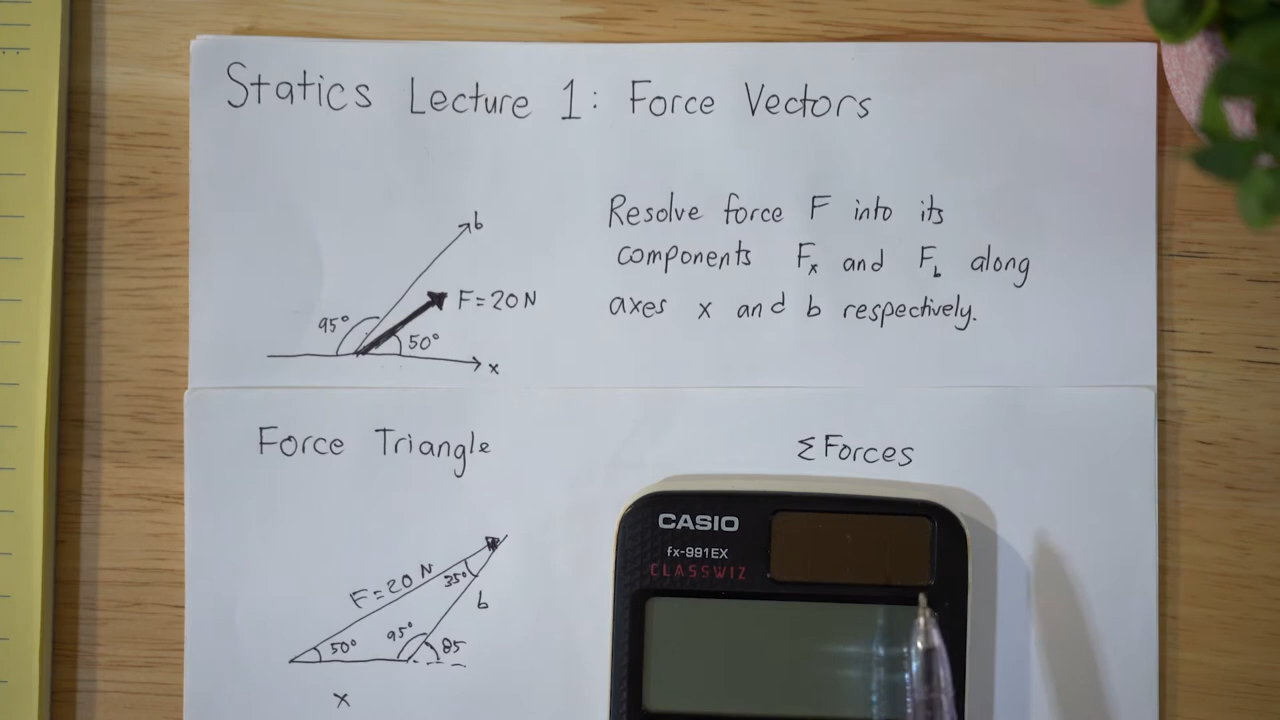 Statics Lecture 1: Force Vectors
b
F=20N
95°
50°
x
Resolve force F into its
components Fx and Fb along
axes x and b respectively.
Force Triangle
F=20 N
35°
b
50°
95°
85
x
ΣForces
CASIO
fx-991EX
CLASSWIZ